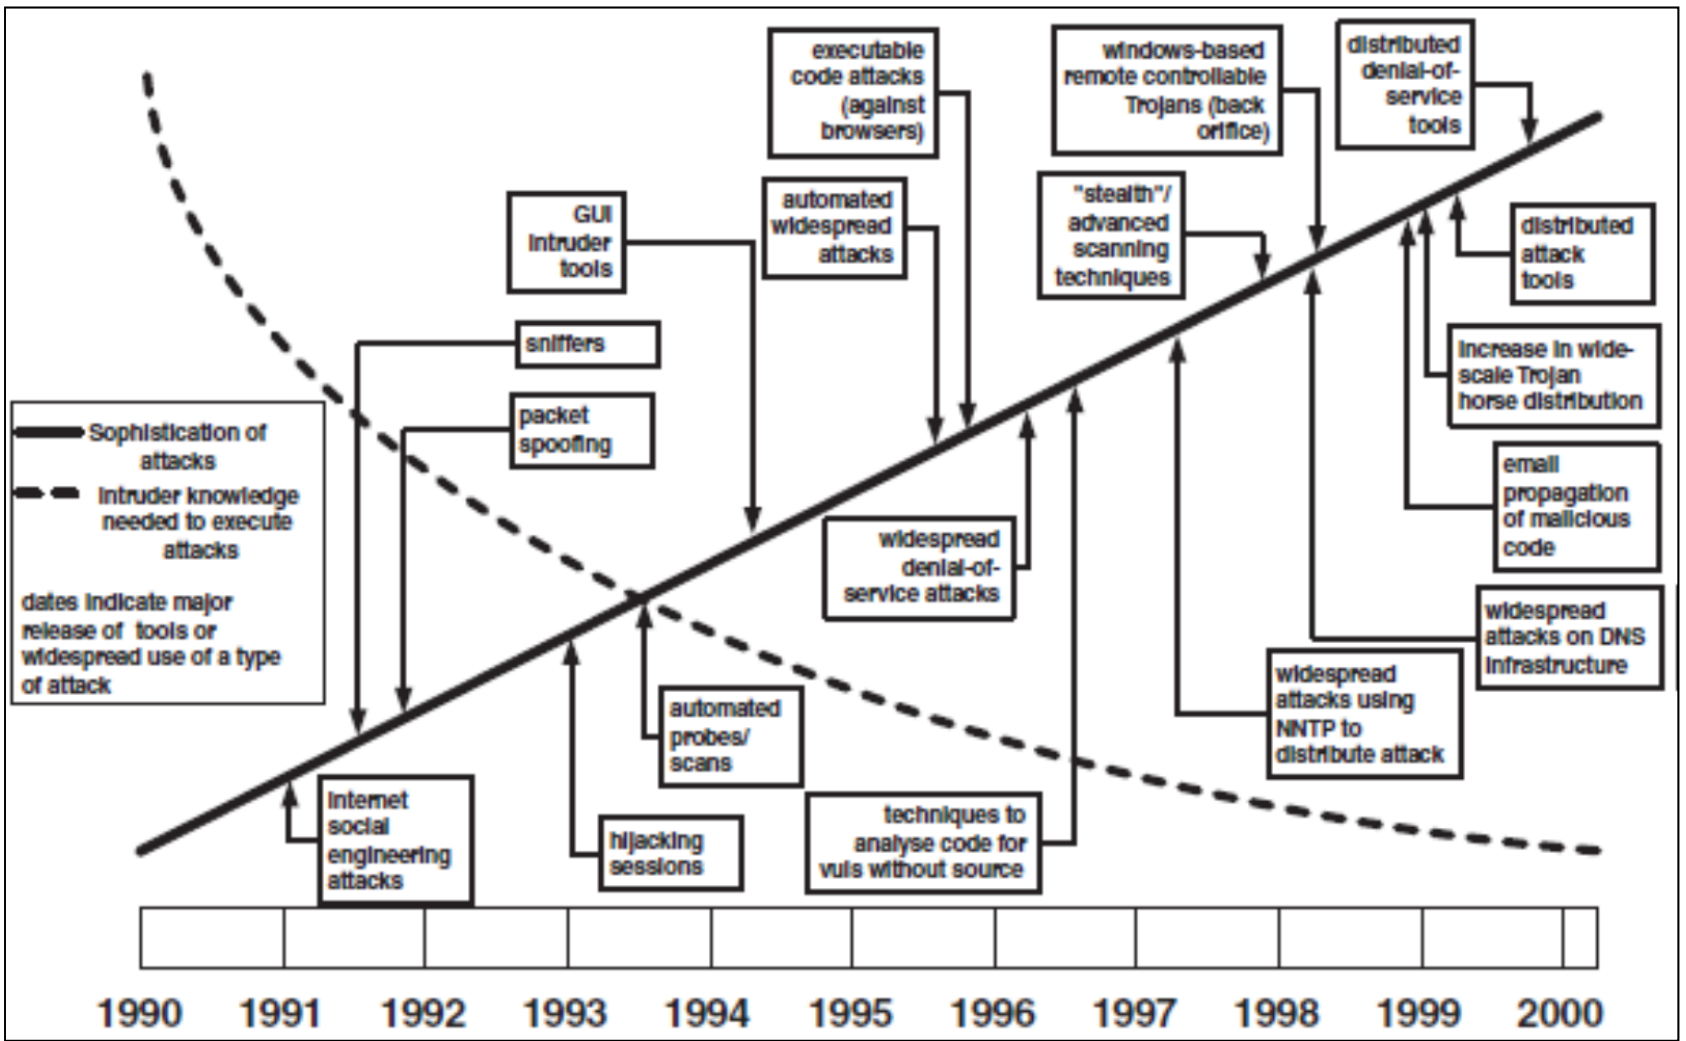 executable
code attacks
(against
browsers)
windows-based
remote controllable
Trojans (back
orifice)
distributed
denial-of-
service
tools
GUI
intruder
tools
automated
widespread
attacks
"stealth"/
advanced
scanning
techniques
distributed
attack
tools
sniffers
packet
spoofing
increase in wide-
scale Trojan
horse distribution
Sophistication of
attacks
Intruder knowledge
needed to execute
attacks
dates indicate major
release of tools or
widespread use of a type
of attack
email
propagation
of malicious
code
widespread
denial-of-
service attacks
widespread
attacks on DNS
infrastructure
automated
probes/
scans
widespread
attacks using
NNTP to
distribute attack
internet
social
engineering
attacks
hijacking
sessions
techniques to
analyse code for
vuls without source
1990 1991 1992 1993 1994 1995 1996 1997 1998 1999 2000